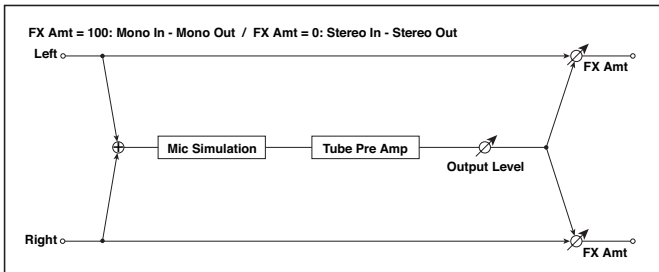 FX Amt = 100: Mono In - Mono Out / FX Amt = 0: Stereo In - Stereo Out
Left
FX Amt
Mic Simulation
Tube Pre Amp
Output Level
Right
FX Amt